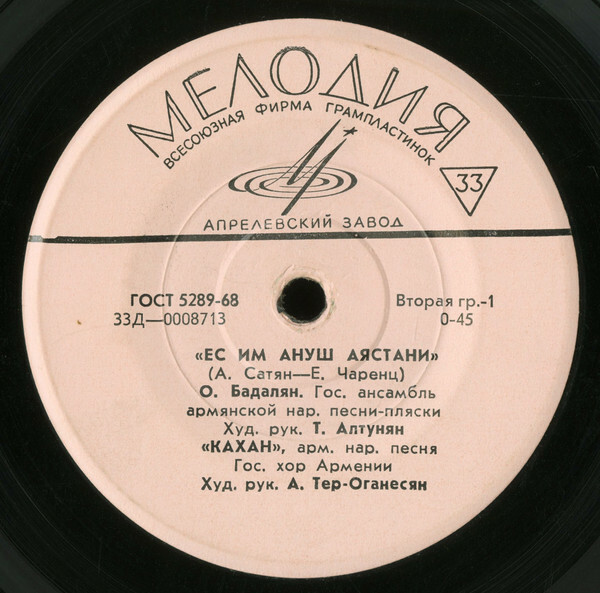 МЕЛОДИЯ
ВСЕСОЮЗНАЯ ФИРМА ГРАМПЛАСТИНОК
33
АПРЕЛЕВСКИЙ ЗАВОД
ГОСТ 5289-68 Вторая гр.-1
33Д—0008713 0-45
«ЕС ИМ АНУШ АЯСТАНИ»
(А. Сатян—Е. Чаренц)
О. Бадалян. Гос. ансамбль
армянской нар. песни-пляски
Худ. рук. Т. Алтунян
«КАХАН», арм. нар. песня
Гос. хор Армении
Худ. рук. А. Тер-Оганесян